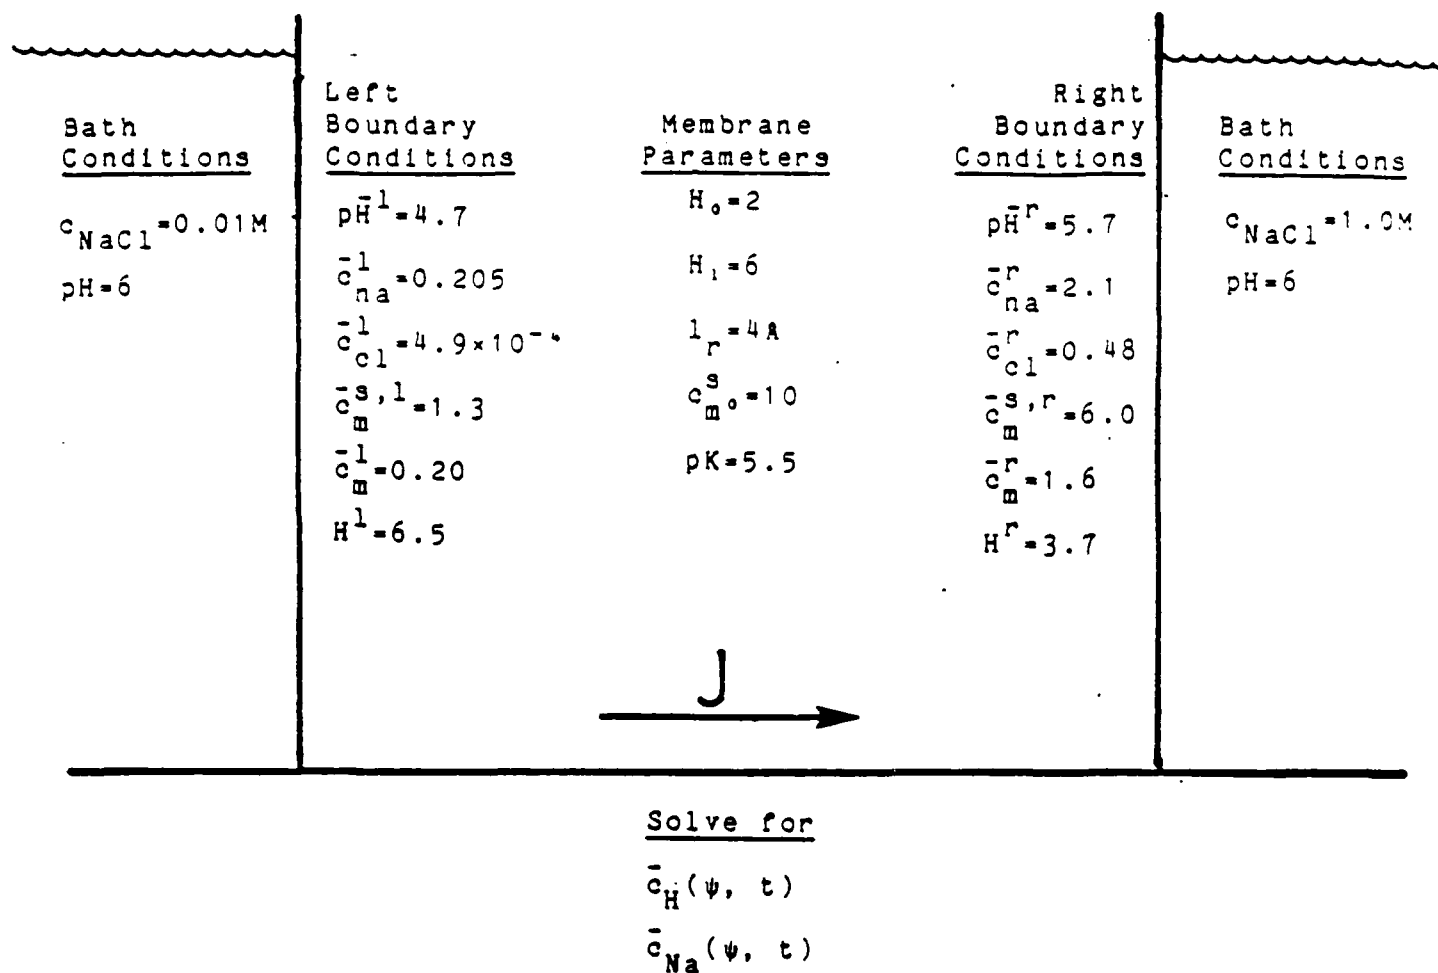 Bath
Conditions
c_NaCl=0.01M
pH=6
Left
Boundary
Conditions
pH̄^l=4.7
c̄^l_na=0.205
c̄^l_cl=4.9×10^-4
c̄^s,l_m=1.3
c̄^l_m=0.20
H^l=6.5
Membrane
Parameters
H_o=2
H_1=6
l_r=4A
c^s_m°=10
pK=5.5
Right
Boundary
Conditions
pH̄^r=5.7
c̄^r_na=2.1
c̄^r_cl=0.48
c̄^s,r_m=6.0
c̄^r_m=1.6
H^r=3.7
Bath
Conditions
c_NaCl=1.0M
pH=6
J
Solve for
c̄_H(ψ, t)
c̄_Na(ψ, t)